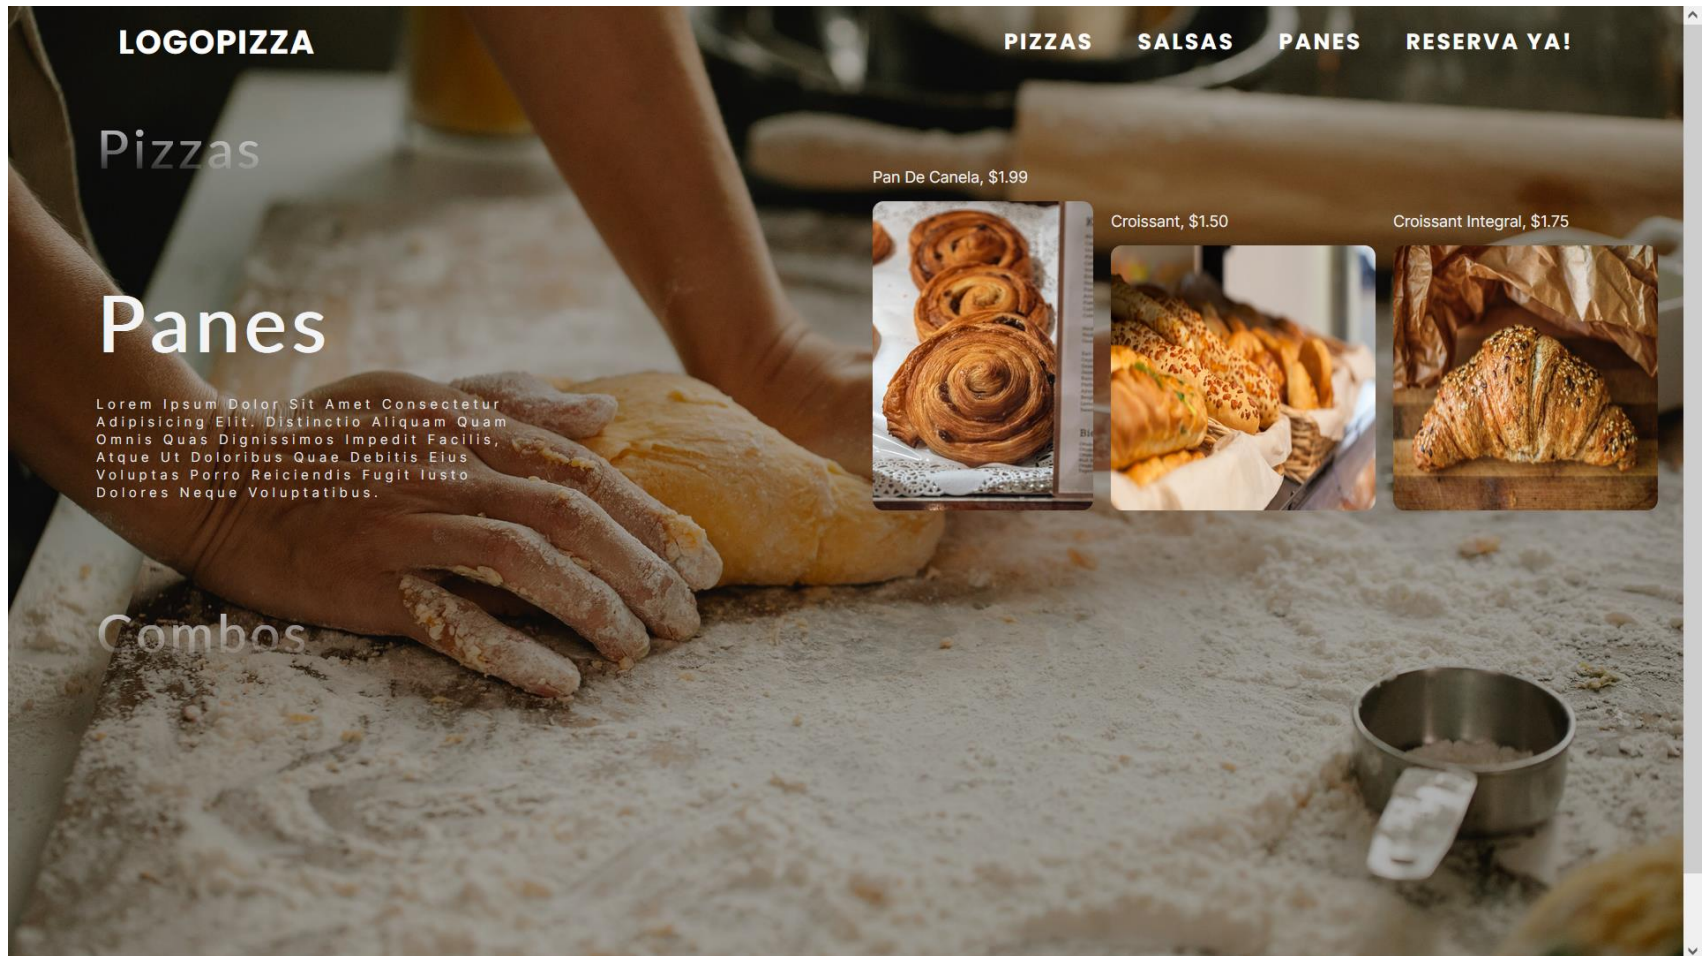 LOGOPIZZA
PIZZAS SALSAS PANES RESERVA YA!
Pizzas
Pan De Canela, $1.99
Croissant, $1.50
Croissant Integral, $1.75
Panes
Lorem Ipsum Dolor Sit Amet Consectetur
Adipisicing Elit. Distinctio Aliquam Quam
Omnis Quas Dignissimos Impedit Facilis,
Atque Ut Doloribus Quae Debitis Eius
Voluptas Porro Reiciendis Fugit Iusto
Dolores Neque Voluptatibus.
Combos